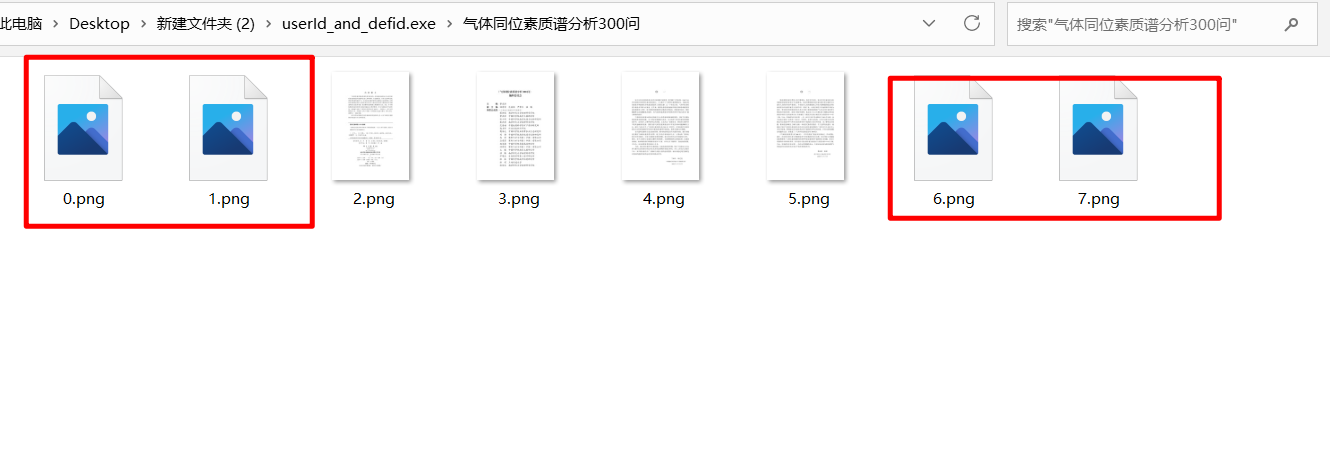 此电脑 > Desktop > 新建文件夹 (2) > userId_and_defid.exe > 气体同位素质谱分析300问
搜索"气体同位素质谱分析300问"
0.png
1.png
2.png
3.png
4.png
5.png
6.png
7.png